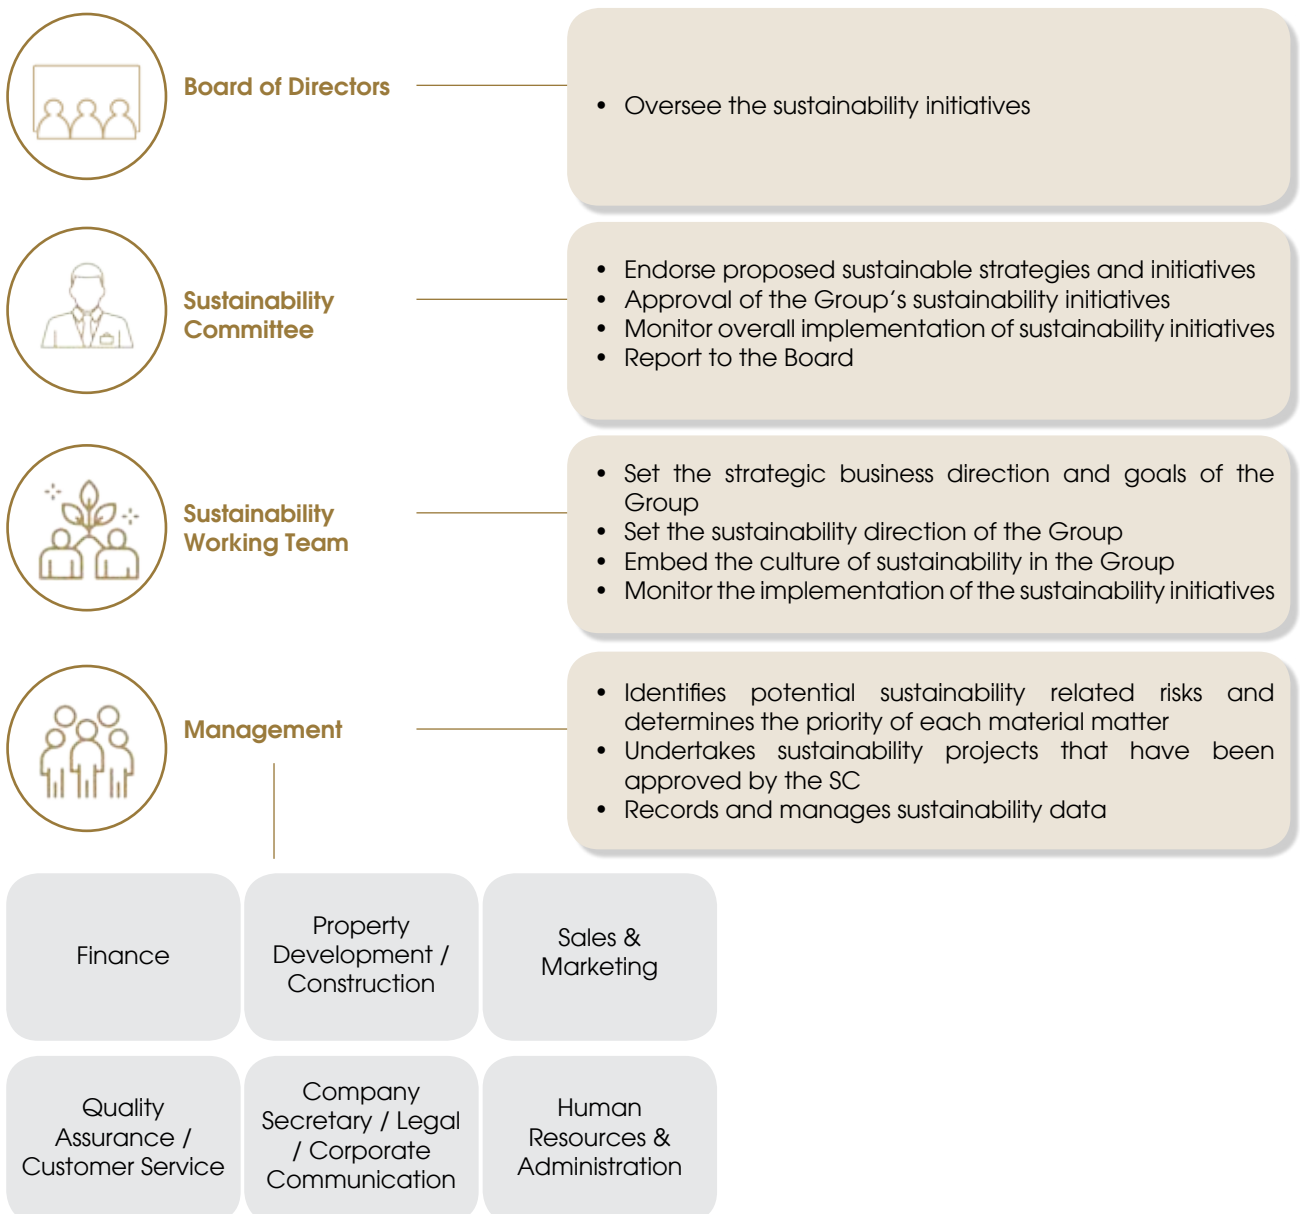 Board of Directors
• Oversee the sustainability initiatives
Sustainability
Committee
• Endorse proposed sustainable strategies and initiatives
• Approval of the Group's sustainability initiatives
• Monitor overall implementation of sustainability initiatives
• Report to the Board
Sustainability
Working Team
• Set the strategic business direction and goals of the
Group
• Set the sustainability direction of the Group
• Embed the culture of sustainability in the Group
• Monitor the implementation of the sustainability initiatives
Management
• Identifies potential sustainability related risks and
determines the priority of each material matter
• Undertakes sustainability projects that have been
approved by the SC
• Records and manages sustainability data
Finance
Property
Development /
Construction
Sales &
Marketing
Quality
Assurance /
Customer Service
Company
Secretary / Legal
/ Corporate
Communication
Human
Resources &
Administration